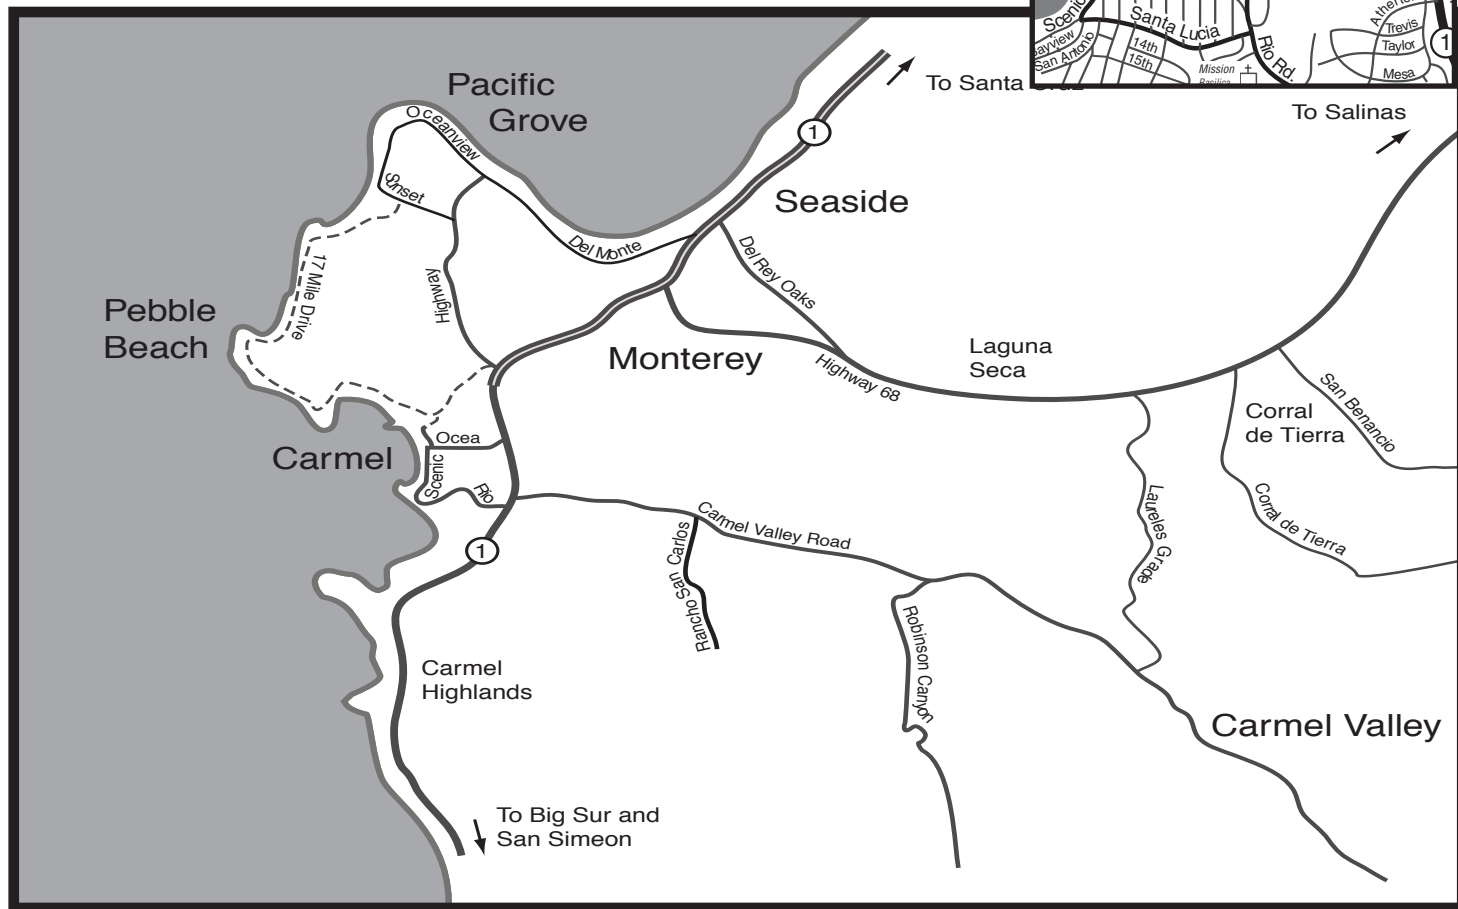 Scenic
Santa Lucia
14th
15th
San Antonio
Mission
Rio Rd.
Trevis
Taylor
Mesa
1
To Santa
To Salinas
Pacific
Grove
Oceanview
Sunset
Del Monte
1
Seaside
Del Rey Oaks
17 Mile Drive
Highway
Pebble
Beach
Monterey
Highway 68
Laguna
Seca
Corral
de Tierra
San Benancio
Corral de Tierra
Carmel
Ocea
Scenic
Rio
1
Carmel Valley Road
Rancho San Carlos
Laureles Grade
Robinson Canyon
Carmel
Highlands
Carmel Valley
To Big Sur and
San Simeon